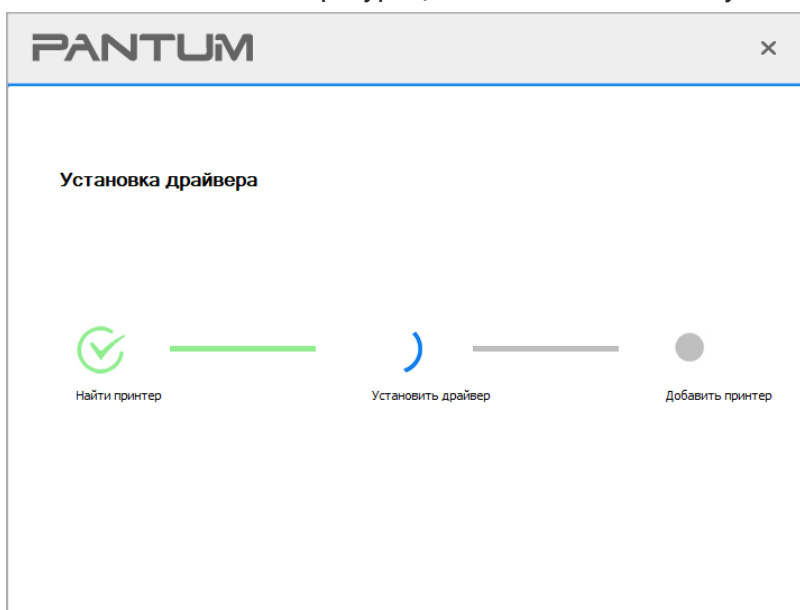 PANTUM
Установка драйвера
Найти принтер
Установить драйвер
Добавить принтер